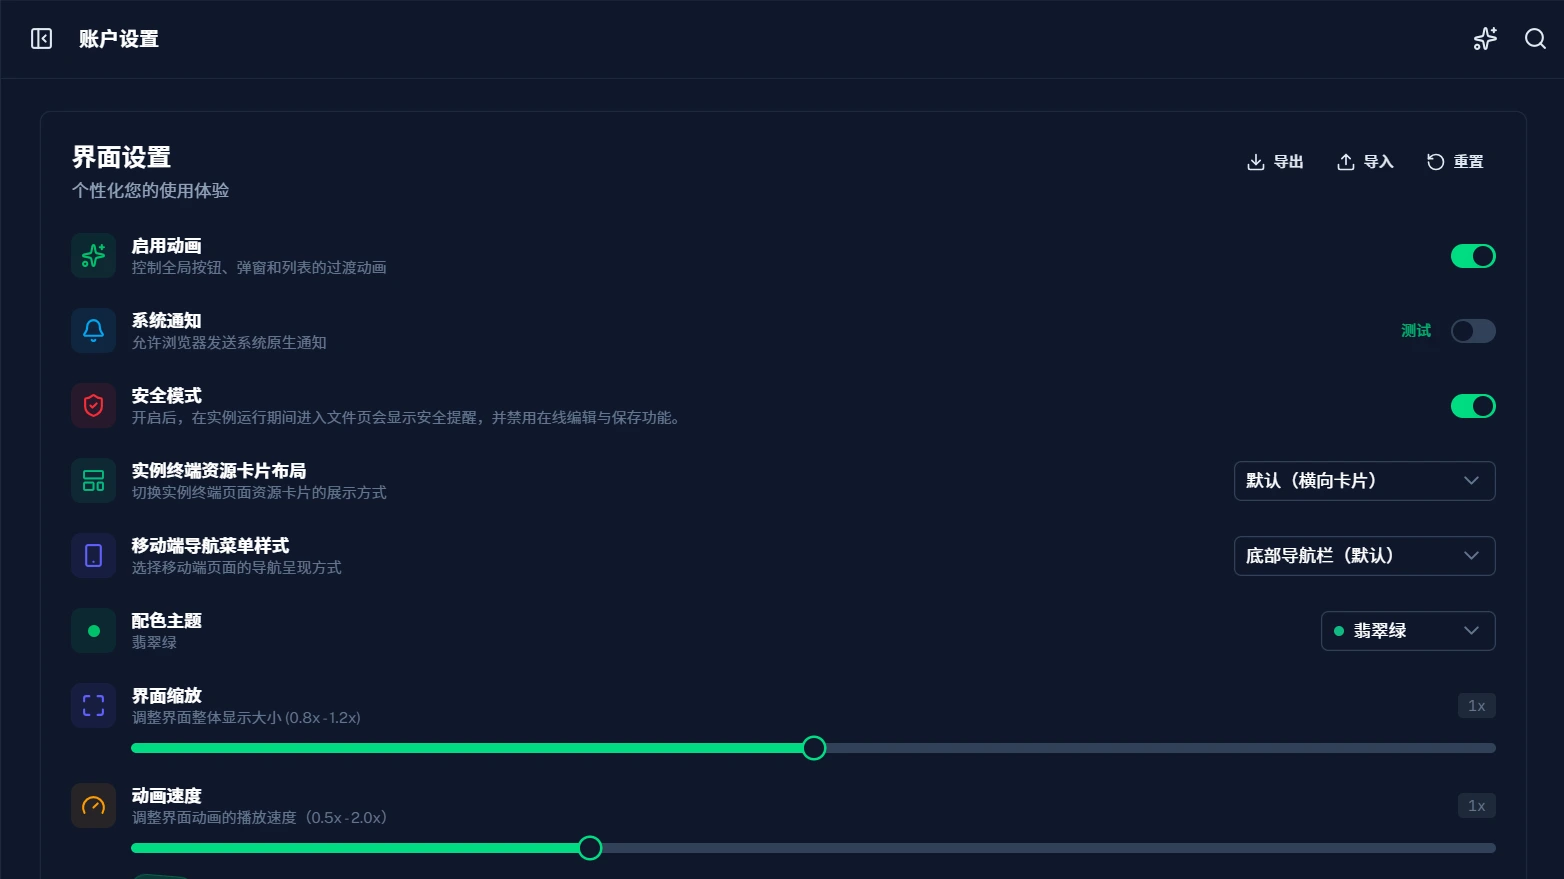 账户设置
界面设置
个性化您的使用体验
导出
导入
重置
启用动画
控制全局按钮、弹窗和列表的过渡动画
系统通知
允许浏览器发送系统原生通知
测试
安全模式
开启后，在实例运行期间进入文件页会显示安全提醒，并禁用在线编辑与保存功能。
实例终端资源卡片布局
切换实例终端页面资源卡片的展示方式
默认（横向卡片）
移动端导航菜单样式
选择移动端页面的导航呈现方式
底部导航栏（默认）
配色主题
翡翠绿
翡翠绿
界面缩放
调整界面整体显示大小 (0.8x - 1.2x)
1x
动画速度
调整界面动画的播放速度（0.5x - 2.0x）
1x